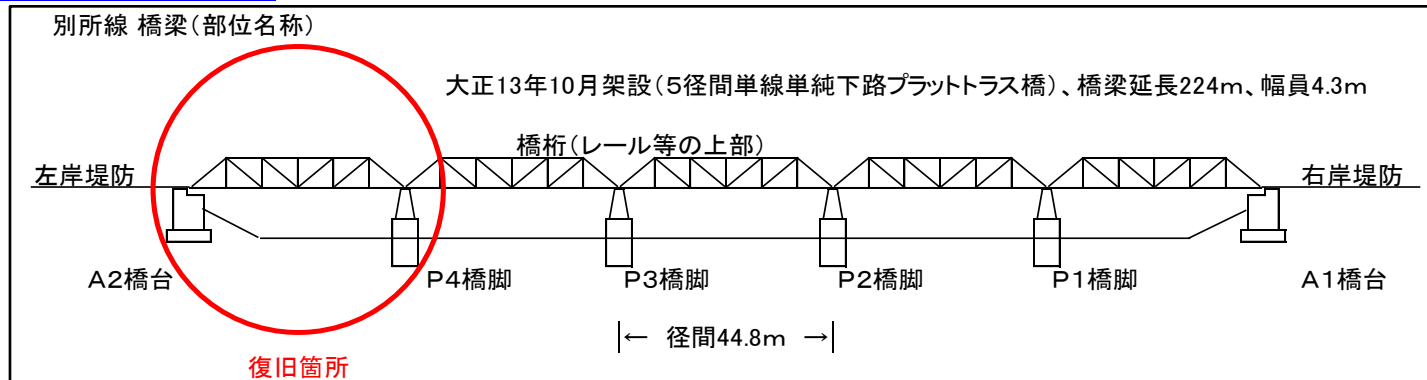 別所線 橋梁(部位名称)
大正13年10月架設(5径間単線単純下路プラットトラス橋)、橋梁延長224m、幅員4.3m
橋桁(レール等の上部)
左岸堤防
右岸堤防
A2橋台
P4橋脚
P3橋脚
P2橋脚
P1橋脚
A1橋台
|← 径間44.8m →|
復旧箇所